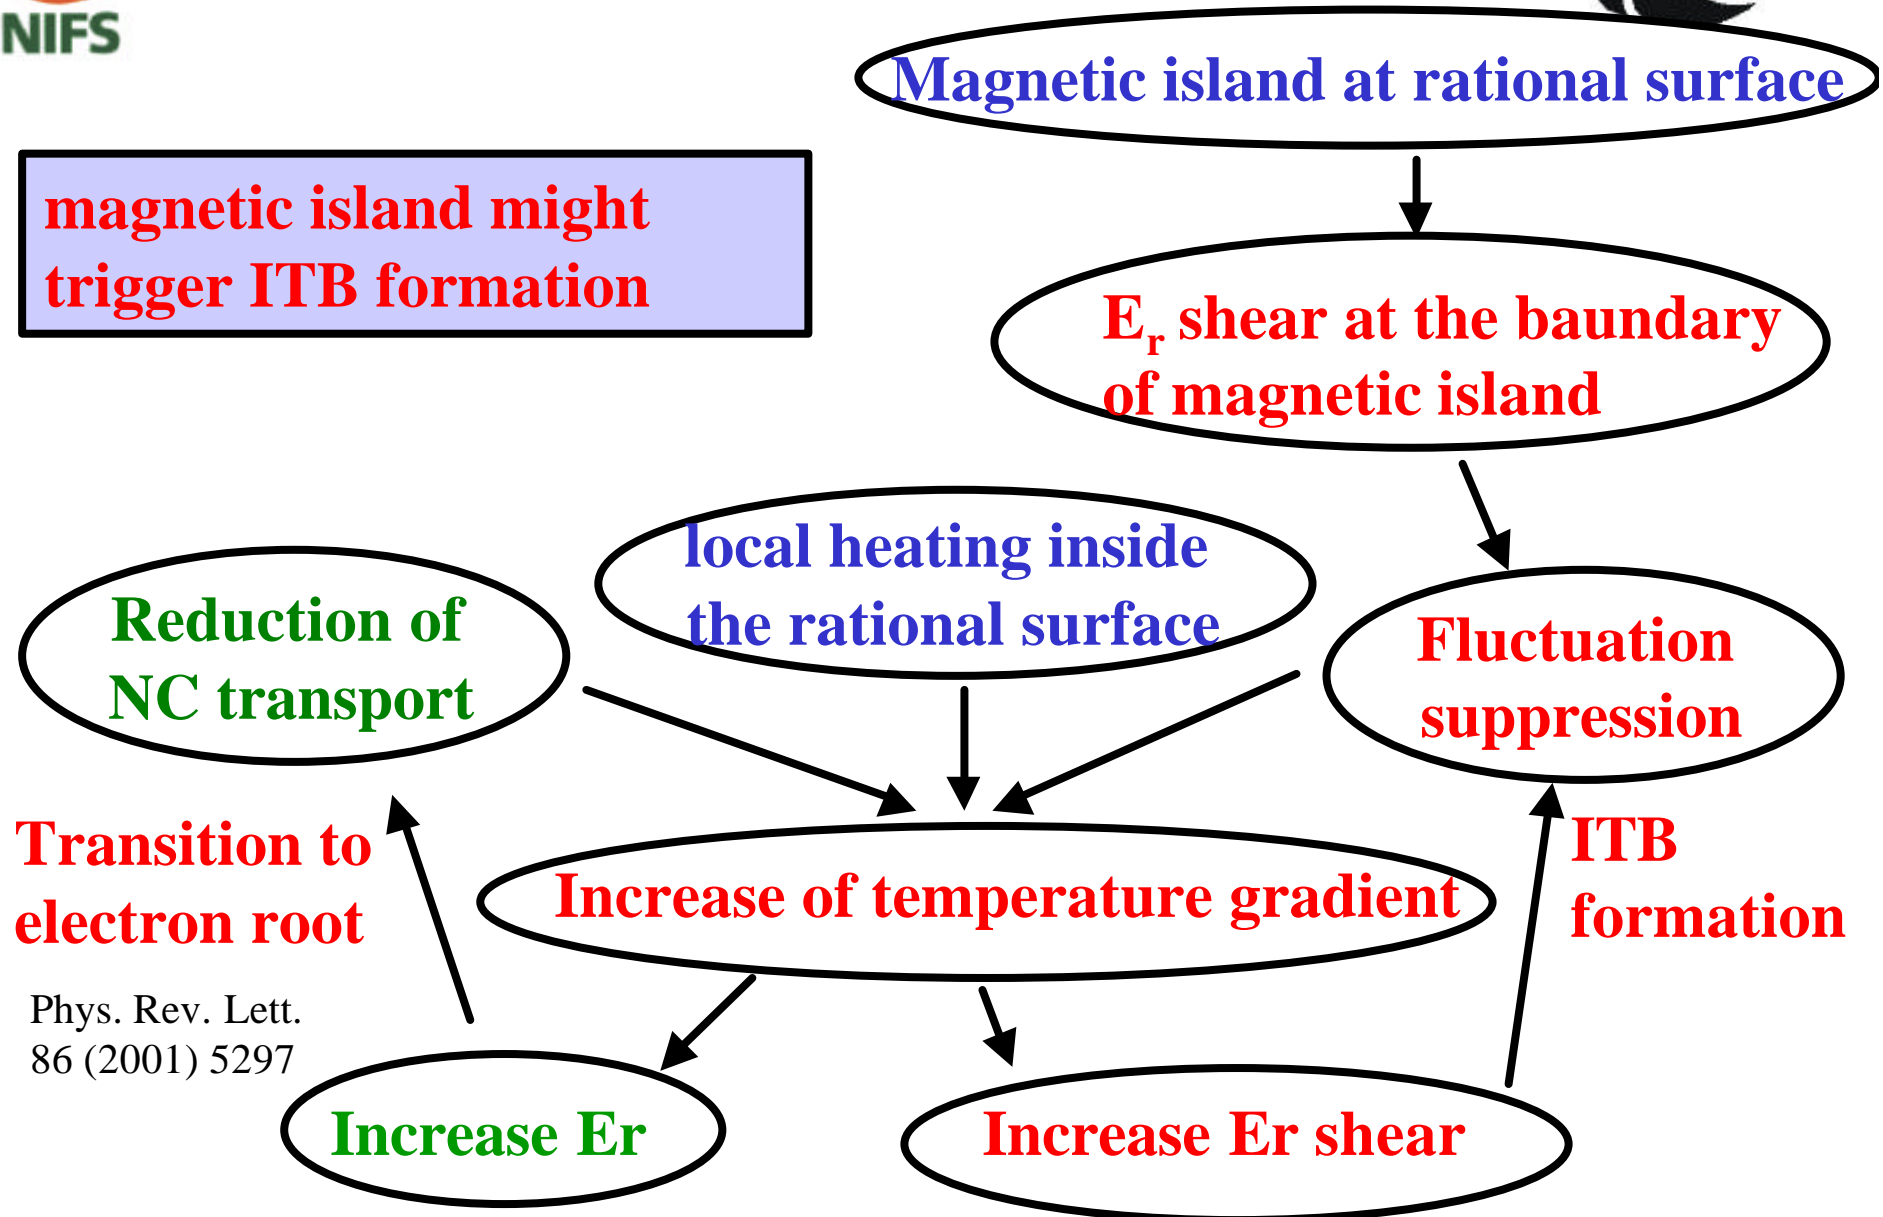 NIFS
Magnetic island at rational surface
magnetic island might
trigger ITB formation
Er shear at the baundary
of magnetic island
local heating inside
the rational surface
Reduction of
NC transport
Fluctuation
suppression
Transition to
electron root
ITB
formation
Increase of temperature gradient
Phys. Rev. Lett.
86 (2001) 5297
Increase Er
Increase Er shear